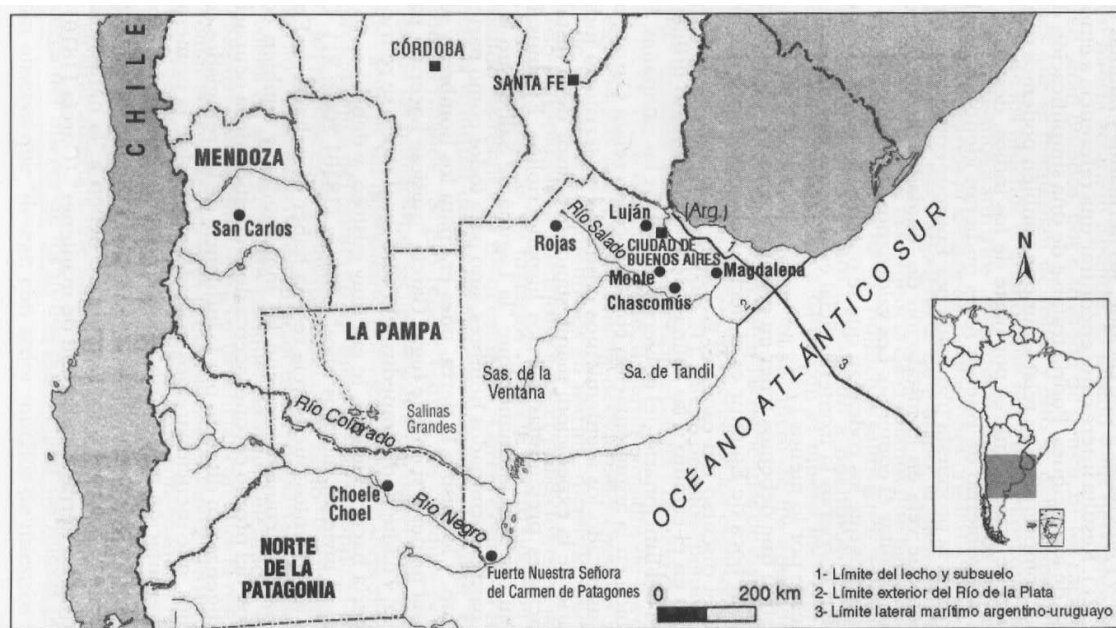 CHILE
CÓRDOBA
SANTA FE
MENDOZA
San Carlos
Rojas
Río Salado
Luján
(Arg.)
CIUDAD DE
BUENOS AIRES
1
Monte
Magdalena
Chascomús
2
3
LA PAMPA
Sas. de la
Ventana
Sa. de Tandil
OCÉANO ATLÁNTICO SUR
N
Río Colorado
Salinas
Grandes
Choele
Choel
Río Negro
NORTE
DE LA
PATAGONIA
Fuerte Nuestra Señora
del Carmen de Patagones
0
200 km
1- Límite del lecho y subsuelo
2- Límite exterior del Río de la Plata
3- Límite lateral marítimo argentino-uruguayo